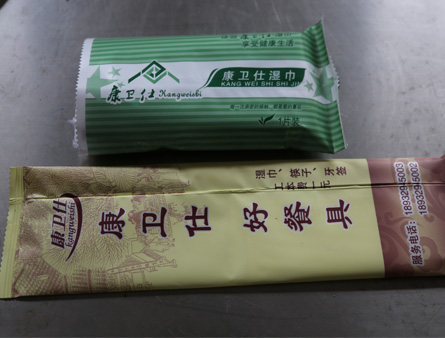 享受健康生活
康卫仕
Kangweishi
康卫仕湿巾
KANG WEI SHI SHI JIN
片装
康卫仕
kangweishi
康卫仕 好餐具
湿巾、筷子、牙签
工本费一元
服务电话: